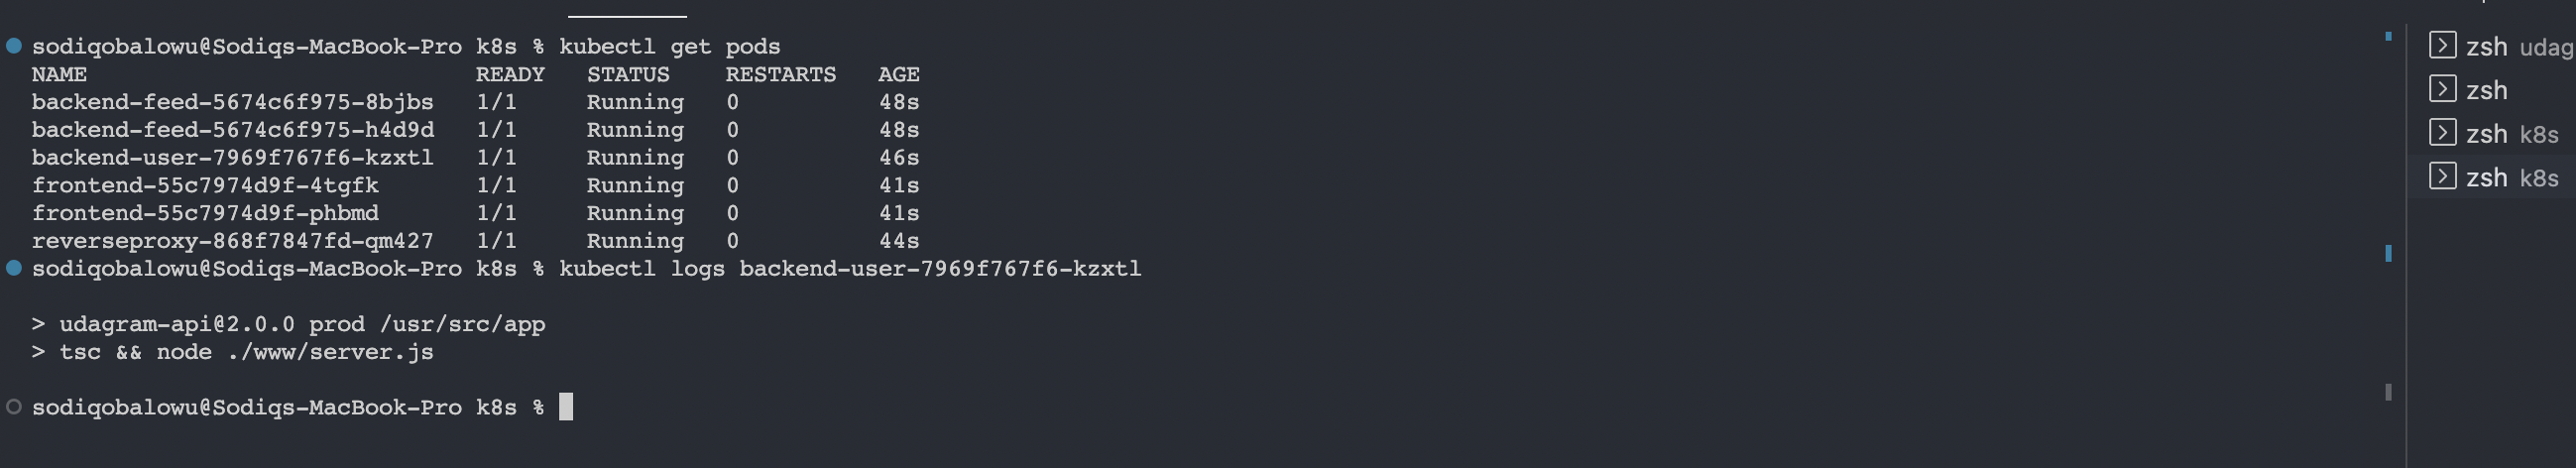 sodiqobalowu@Sodiqs-MacBook-Pro k8s % kubectl get pods
NAME READY STATUS RESTARTS AGE
backend-feed-5674c6f975-8bjbs 1/1 Running 0 48s
backend-feed-5674c6f975-h4d9d 1/1 Running 0 48s
backend-user-7969f767f6-kzxtl 1/1 Running 0 46s
frontend-55c7974d9f-4tgfk 1/1 Running 0 41s
frontend-55c7974d9f-phbmd 1/1 Running 0 41s
reverseproxy-868f7847fd-qm427 1/1 Running 0 44s
sodiqobalowu@Sodiqs-MacBook-Pro k8s % kubectl logs backend-user-7969f767f6-kzxtl
> udagram-api@2.0.0 prod /usr/src/app
> tsc && node ./www/server.js
sodiqobalowu@Sodiqs-MacBook-Pro k8s %
zsh udag
zsh
zsh k8s
zsh k8s